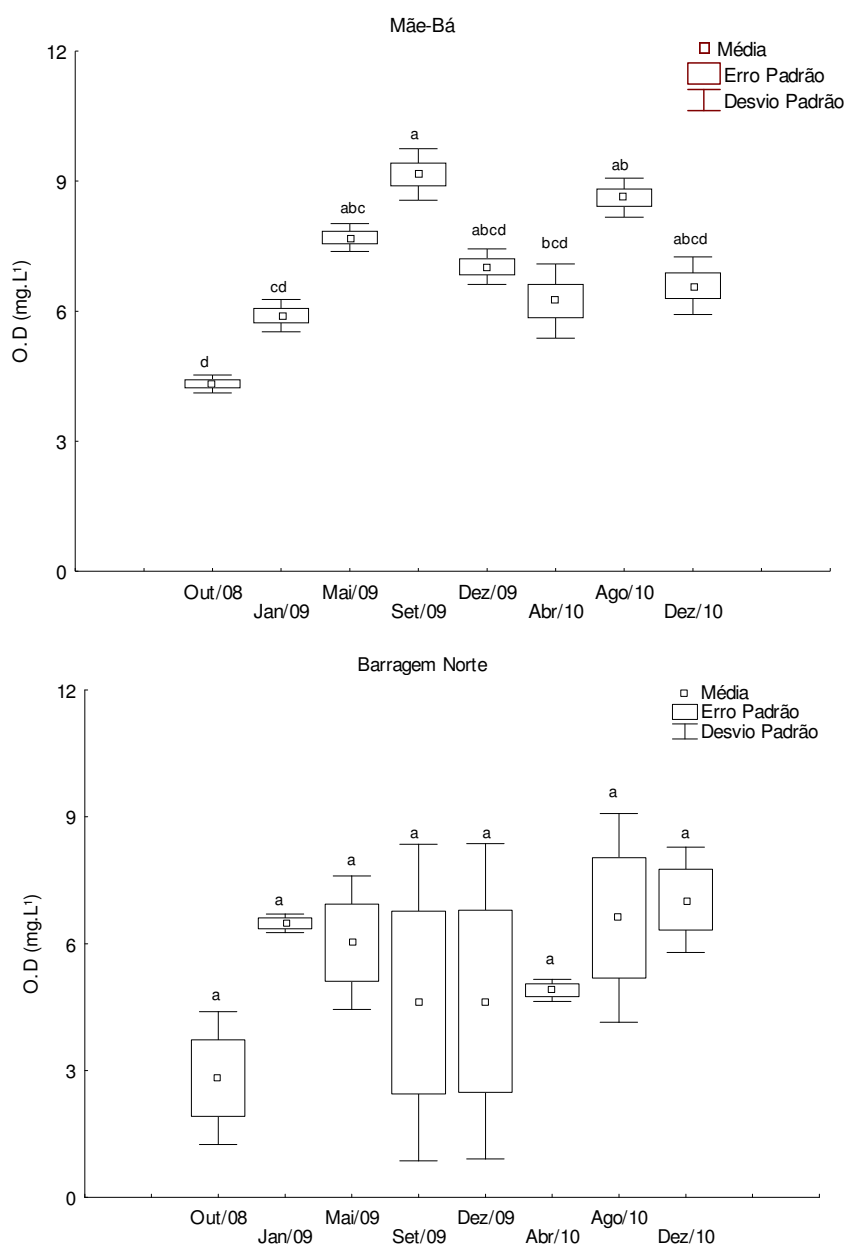 Mãe-Bá
12
Média
Erro Padrão
Desvio Padrão
a
9
ab
abc
abcd
abcd
bcd
cd
6
O.D (mg.L¹)
d
3
0
Out/08 Mai/09 Dez/09 Ago/10
Jan/09 Set/09 Abr/10 Dez/10
Barragem Norte
12
Média
Erro Padrão
Desvio Padrão
a
9
a a a
a
a
6
a
O.D (mg.L¹)
a
3
0
Out/08 Mai/09 Dez/09 Ago/10
Jan/09 Set/09 Abr/10 Dez/10